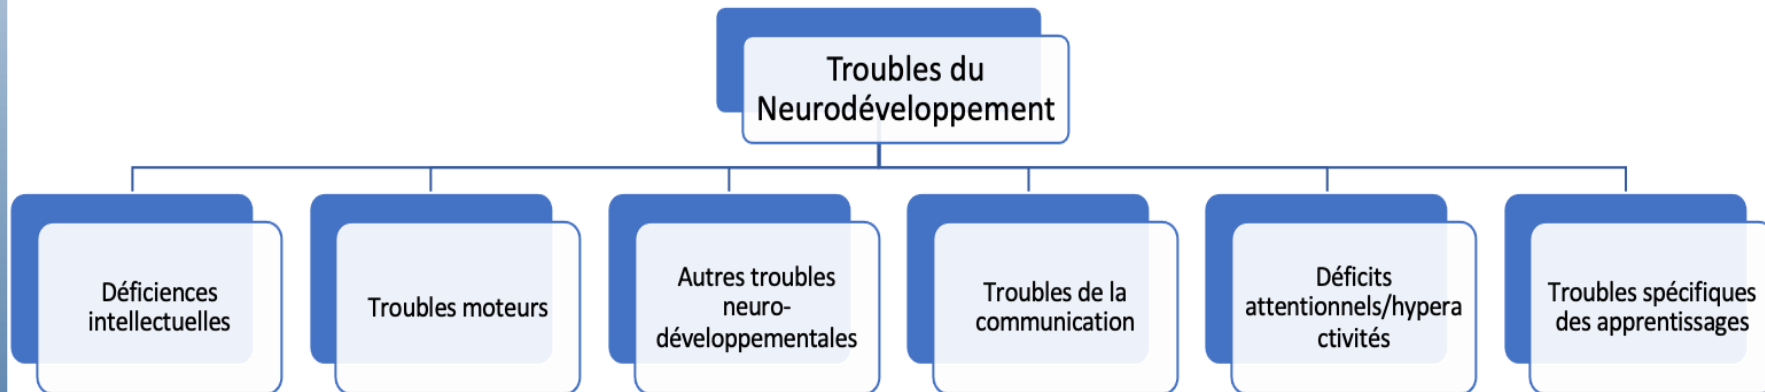 Troubles du
Neurodéveloppement
Déficiences
intellectuelles
Troubles moteurs
Autres troubles
neuro-
développementales
Troubles de la
communication
Déficits
attentionnels/hypera
ctivités
Troubles spécifiques
des apprentissages